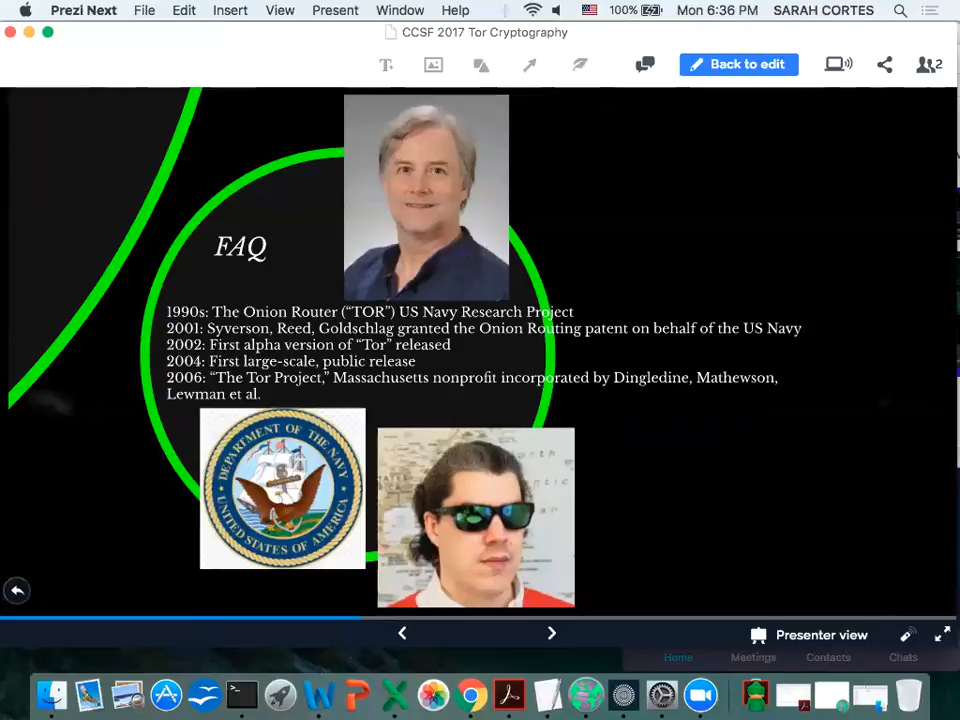 Prezi Next File Edit Insert View Present Window Help 100% Mon 6:36 PM SARAH CORTES
CCSF 2017 Tor Cryptography
T Back to edit 2
FAQ
1990s: The Onion Router (“TOR”) US Navy Research Project
2001: Syverson, Reed, Goldschlag granted the Onion Routing patent on behalf of the US Navy
2002: First alpha version of “Tor” released
2004: First large-scale, public release
2006: “The Tor Project,” Massachusetts nonprofit incorporated by Dingledine, Mathewson,
Lewman et al.
DEPARTMENT OF THE NAVY
UNITED STATES OF AMERICA
Presenter view
Home Meetings Contacts Chats